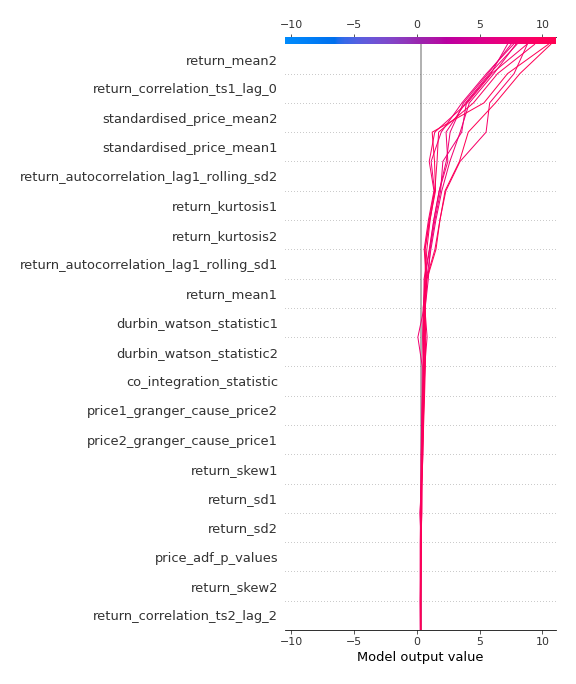 −10 −5 0 5 10
return_mean2
return_correlation_ts1_lag_0
standardised_price_mean2
standardised_price_mean1
return_autocorrelation_lag1_rolling_sd2
return_kurtosis1
return_kurtosis2
return_autocorrelation_lag1_rolling_sd1
return_mean1
durbin_watson_statistic1
durbin_watson_statistic2
co_integration_statistic
price1_granger_cause_price2
price2_granger_cause_price1
return_skew1
return_sd1
return_sd2
price_adf_p_values
return_skew2
return_correlation_ts2_lag_2
−10 −5 0 5 10
Model output value